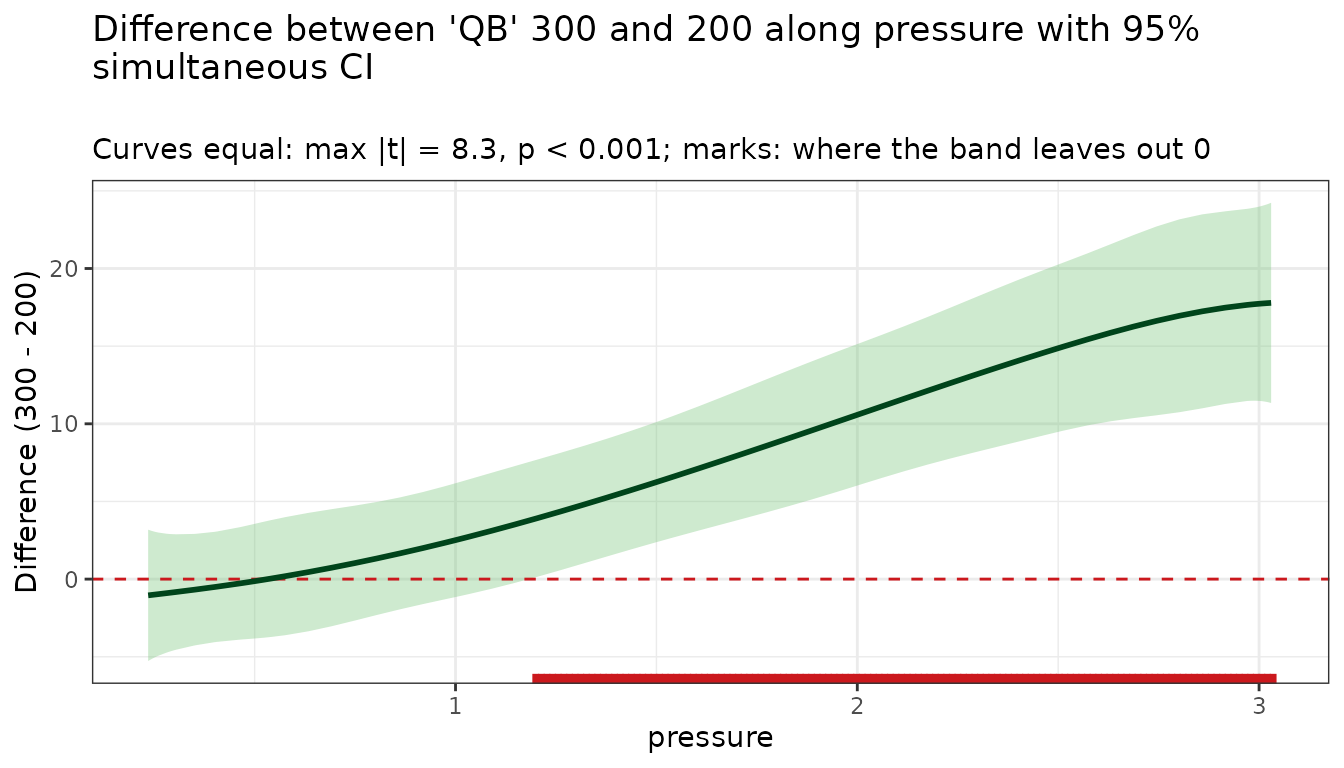 Difference between 'QB' 300 and 200 along pressure with 95%
simultaneous CI
Curves equal: max |t| = 8.3, p < 0.001; marks: where the band leaves out 0
Difference (300 - 200)
20
10
0
1
2
3
pressure